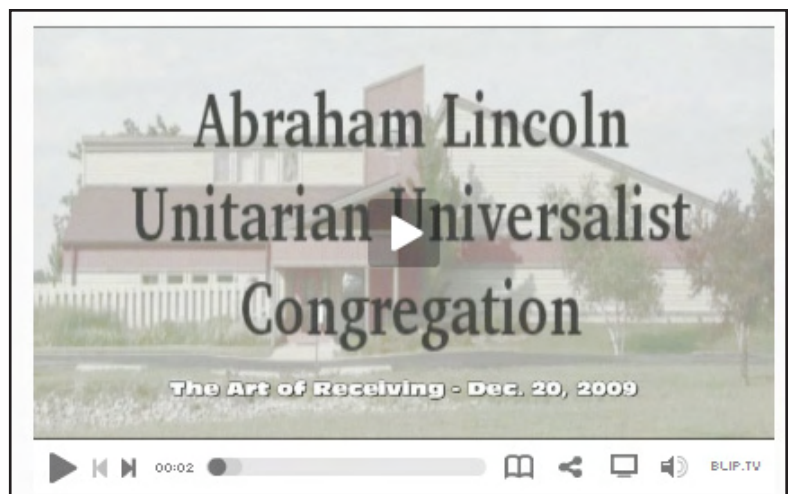 Abraham Lincoln
Unitarian Universalist
Congregation
The Art of Receiving - Dec. 20, 2009
00:02
BLIP.TV